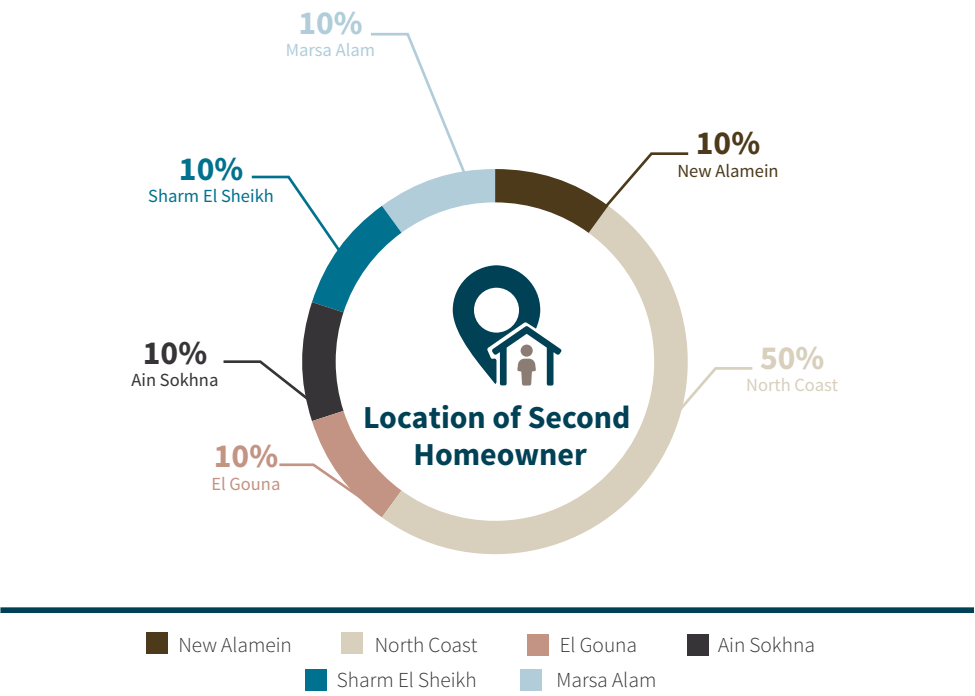 10%
Marsa Alam
10%
New Alamein
10%
Sharm El Sheikh
10%
Ain Sokhna
50%
North Coast
Location of Second
Homeowner
10%
El Gouna
New Alamein
North Coast
El Gouna
Ain Sokhna
Sharm El Sheikh
Marsa Alam